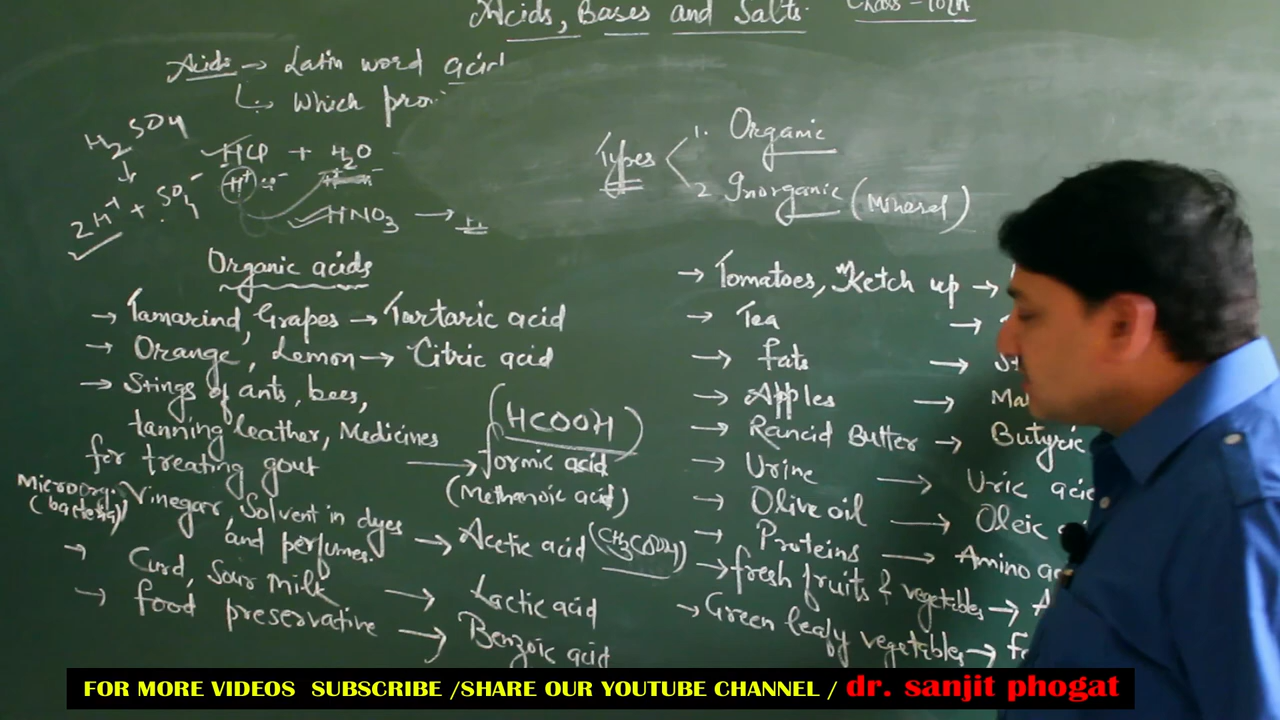 Acids, Bases and Salts. Class-10th
Acids → Latin word
Which
H2SO4
HCl + H2O
2H+ + SO4-
H+
HNO3 →
Types
1. Organic
2. Inorganic (Mineral)
Organic acids
→ Tamarind, Grapes → Tartaric acid
→ Orange, Lemon → Citric acid
→ Stings of ants, bees,
tanning leather, Medicines
for treating gout → formic acid
(HCOOH)
(Methanoic acid)
Microorg.
(bacteria)
Vinegar, Solvent in dyes
and perfumes. → Acetic acid (CH3COOH)
→ Curd, Sour Milk → Lactic acid
→ food preservative → Benzoic acid
→ Tomatoes, Ketch up →
→ Tea →
→ fats →
→ Apples →
→ Rancid Butter → Butyric
→ Urine → Uric
→ Olive oil → Oleic
→ Proteins → Amino
→ fresh fruits & vegetables →
→ Green leafy vegetables →
FOR MORE VIDEOS SUBSCRIBE /SHARE OUR YOUTUBE CHANNEL / dr. sanjit phogat